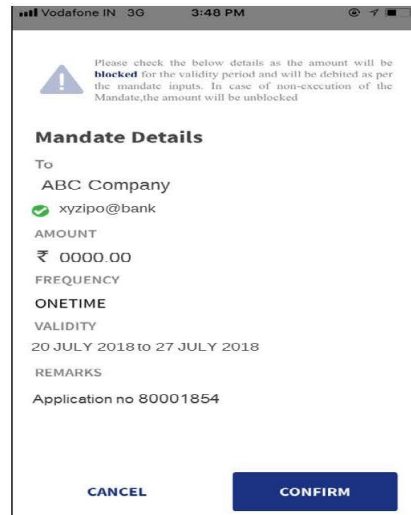 Vodafone IN 3G 3:48 PM
Please check the below details as the amount will be
blocked for the validity period and will be debited as per
the mandate inputs. In case of non-execution of the
Mandate,the amount will be unblocked
Mandate Details
To
ABC Company
xyzipo@bank
AMOUNT
₹ 0000.00
FREQUENCY
ONETIME
VALIDITY
20 JULY 2018 to 27 JULY 2018
REMARKS
Application no 80001854
CANCEL CONFIRM